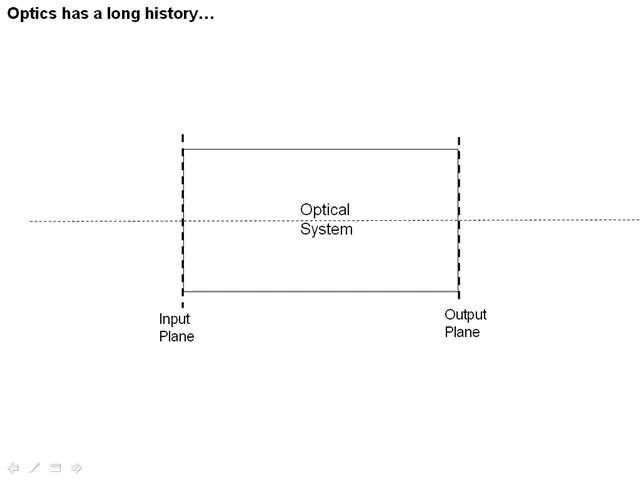 Optics has a long history…
Optical
System
Input
Plane
Output
Plane